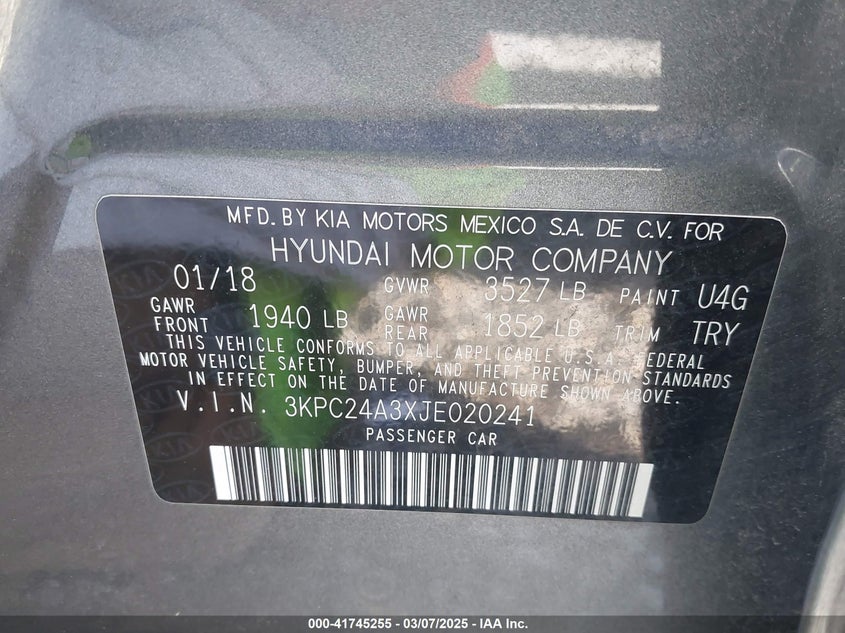 MFD. BY KIA MOTORS MEXICO S.A. DE C.V. FOR
HYUNDAI MOTOR COMPANY
01/18 GVWR 3527 LB PAINT U4G
GAWR FRONT 1940 LB GAWR REAR 1852 LB TRIM TRY
THIS VEHICLE CONFORMS TO ALL APPLICABLE U.S.A. FEDERAL
MOTOR VEHICLE SAFETY, BUMPER, AND THEFT PREVENTION STANDARDS
IN EFFECT ON THE DATE OF MANUFACTURE SHOWN ABOVE.
V.I.N. 3KPC24A3XJE020241
PASSENGER CAR
000-41745255 - 03/07/2025 - IAA Inc.